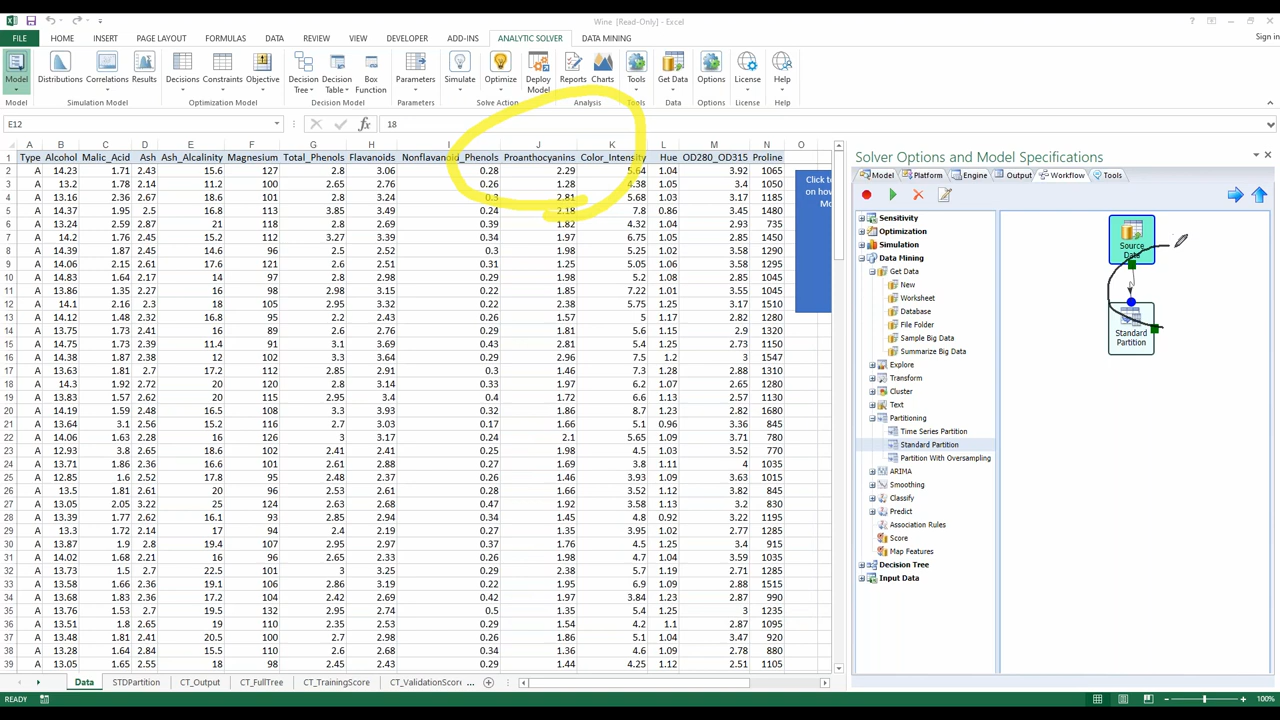 Wine [Read-Only] - Excel
FILE HOME INSERT PAGE LAYOUT FORMULAS DATA REVIEW VIEW DEVELOPER ADD-INS ANALYTIC SOLVER DATA MINING Sign in
Model Distributions Correlations Results Decisions Constraints Objective Decision Tree Decision Table Box Function Parameters Simulate Optimize Deploy Model Reports Charts Tools Get Data Options License Help
Model Simulation Model Optimization Model Decision Model Parameters Solve Action Analysis Tools Data Options License Help
E12 fx 18
A B C D E F G H I J K L M N O
1 Type Alcohol Malic_Acid Ash Ash_Alcalinity Magnesium Total_Phenols Flavanoids Nonflavanoid_Phenols Proanthocyanins Color_Intensity Hue OD280_OD315 Proline
2 A 14.23 1.71 2.43 15.6 127 2.8 3.06 0.28 2.29 5.64 1.04 3.92 1065
3 A 13.2 1.78 2.14 11.2 100 2.65 2.76 0.26 1.28 4.38 1.05 3.4 1050
4 A 13.16 2.36 2.67 18.6 101 2.8 3.24 0.3 2.81 5.68 1.03 3.17 1185
5 A 14.37 1.95 2.5 16.8 113 3.85 3.49 0.24 2.18 7.8 0.86 3.45 1480
6 A 13.24 2.59 2.87 21 118 2.8 2.69 0.39 1.82 4.32 1.04 2.93 735
7 A 14.2 1.76 2.45 15.2 112 3.27 3.39 0.34 1.97 6.75 1.05 2.85 1450
8 A 14.39 1.87 2.45 14.6 96 2.5 2.52 0.3 1.98 5.25 1.02 3.58 1290
9 A 14.06 2.15 2.61 17.6 121 2.6 2.51 0.31 1.25 5.05 1.06 3.58 1295
10 A 14.83 1.64 2.17 14 97 2.8 2.98 0.29 1.98 5.2 1.08 2.85 1045
11 A 13.86 1.35 2.27 16 98 2.98 3.15 0.22 1.85 7.22 1.01 3.55 1045
12 A 14.1 2.16 2.3 18 105 2.95 3.32 0.22 2.38 5.75 1.25 3.17 1510
13 A 14.12 1.48 2.32 16.8 95 2.2 2.43 0.26 1.57 5 1.17 2.82 1280
14 A 13.75 1.73 2.41 16 89 2.6 2.76 0.29 1.81 5.6 1.15 2.9 1320
15 A 14.75 1.73 2.39 11.4 91 3.1 3.69 0.43 2.81 5.4 1.25 2.73 1150
16 A 14.38 1.87 2.38 12 102 3.3 3.64 0.29 2.96 7.5 1.2 3 1547
17 A 13.63 1.81 2.7 17.2 112 2.85 2.91 0.3 1.46 7.3 1.28 2.88 1310
18 A 14.3 1.92 2.72 20 120 2.8 3.14 0.33 1.97 6.2 1.07 2.65 1280
19 A 13.83 1.57 2.62 20 115 2.95 3.4 0.4 1.72 6.6 1.13 2.57 1130
20 A 14.19 1.59 2.48 16.5 108 3.3 3.93 0.32 1.86 8.7 1.23 2.82 1680
21 A 13.64 3.1 2.56 15.2 116 2.7 3.03 0.17 1.66 5.1 0.96 3.36 845
22 A 14.06 1.63 2.28 16 126 3 3.17 0.24 2.1 5.65 1.09 3.71 780
23 A 12.93 3.8 2.65 18.6 102 2.41 2.41 0.25 1.98 4.5 1.03 3.52 770
24 A 13.71 1.86 2.36 16.6 101 2.61 2.88 0.27 1.69 3.8 1.11 4 1035
25 A 12.85 1.6 2.52 17.8 95 2.48 2.37 0.26 1.46 3.93 1.09 3.63 1015
26 A 13.5 1.81 2.61 20 96 2.53 2.61 0.28 1.66 3.52 1.12 3.82 845
27 A 13.05 2.05 3.22 25 124 2.63 2.68 0.47 1.92 3.58 1.13 3.2 830
28 A 13.39 1.77 2.62 16.1 93 2.85 2.94 0.34 1.45 4.8 0.92 3.22 1195
29 A 13.3 1.72 2.14 17 94 2.4 2.19 0.27 1.35 3.95 1.02 2.77 1285
30 A 13.87 1.9 2.8 19.4 107 2.95 2.97 0.37 1.76 4.5 1.25 3.4 915
31 A 14.02 1.68 2.21 16 96 2.65 2.33 0.26 1.98 4.7 1.04 3.59 1035
32 A 13.73 1.5 2.7 22.5 101 3 3.25 0.29 2.38 5.7 1.19 2.71 1285
33 A 13.58 1.66 2.36 19.1 106 2.86 3.19 0.22 1.95 6.9 1.09 2.88 1515
34 A 13.68 1.83 2.36 17.2 104 2.42 2.69 0.42 1.97 3.84 1.23 2.87 990
35 A 13.76 1.53 2.7 19.5 132 2.95 2.74 0.5 1.35 5.4 1.25 3 1235
36 A 13.51 1.8 2.65 19 110 2.35 2.53 0.29 1.54 4.2 1.1 2.87 1095
37 A 13.48 1.81 2.41 20.5 100 2.7 2.98 0.26 1.86 5.1 1.04 3.47 920
38 A 13.28 1.64 2.84 15.5 110 2.6 2.68 0.34 1.36 4.6 1.09 2.78 880
39 A 13.05 1.65 2.55 18 98 2.45 2.43 0.29 1.44 4.25 1.12 2.51 1105
Click to
on how
Mo
Data STDPartition CT_Output CT_FullTree CT_TrainingScore CT_ValidationScor ...
READY 100%
Solver Options and Model Specifications
Model Platform Engine Output Workflow Tools
Sensitivity
Optimization
Simulation
Data Mining
Get Data
New
Worksheet
Database
File Folder
Sample Big Data
Summarize Big Data
Explore
Transform
Cluster
Text
Partitioning
Time Series Partition
Standard Partition
Partition With Oversampling
ARIMA
Smoothing
Classify
Predict
Association Rules
Score
Map Features
Decision Tree
Input Data
Source
Data
Standard
Partition